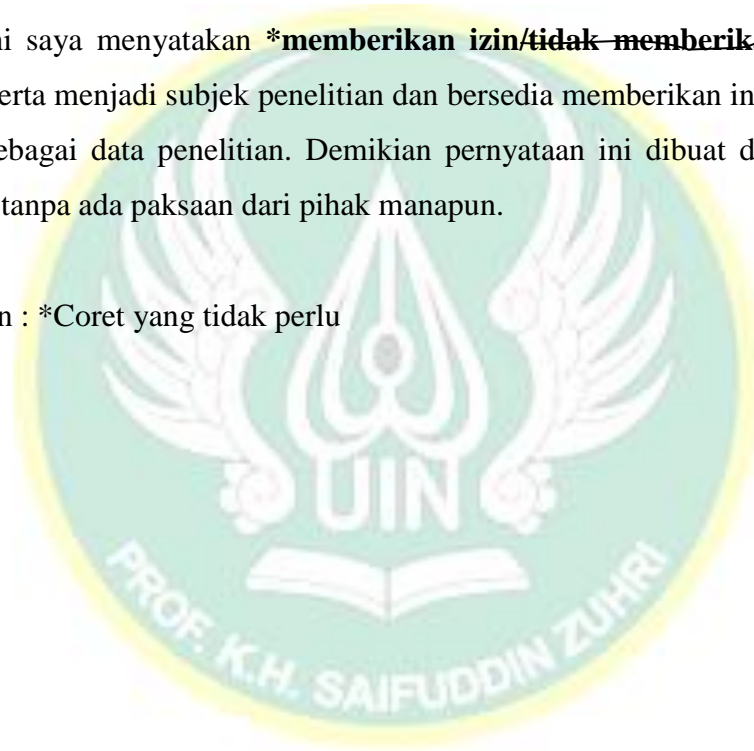 ni saya menyatakan *memberikan izin/tidak memberik
erta menjadi subjek penelitian dan bersedia memberikan in
ebagai data penelitian. Demikian pernyataan ini dibuat d
tanpa ada paksaan dari pihak manapun.
n : *Coret yang tidak perlu
UIN
PROF. K.H. SAIFUDDIN ZUHRI